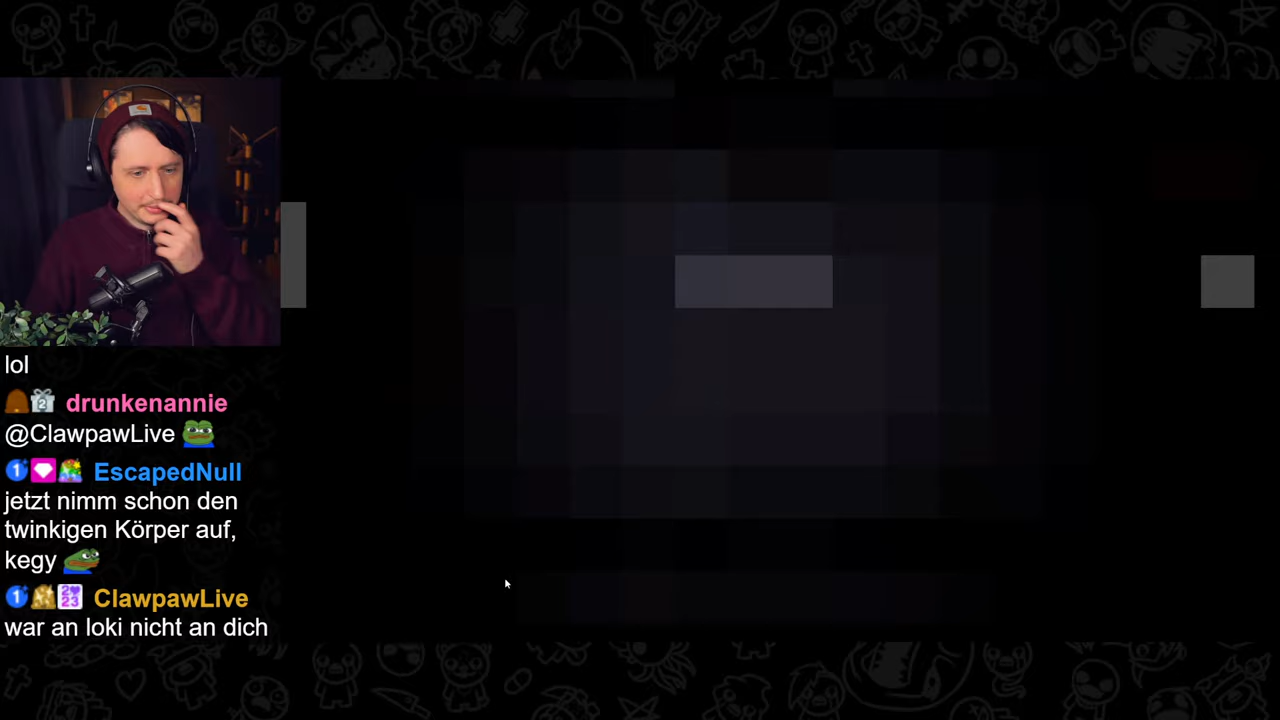 lol
drunkenannie
@ClawpawLive
EscapedNull
jetzt nimm schon den
twinkigen Körper auf,
kegy
ClawpawLive
war an loki nicht an dich